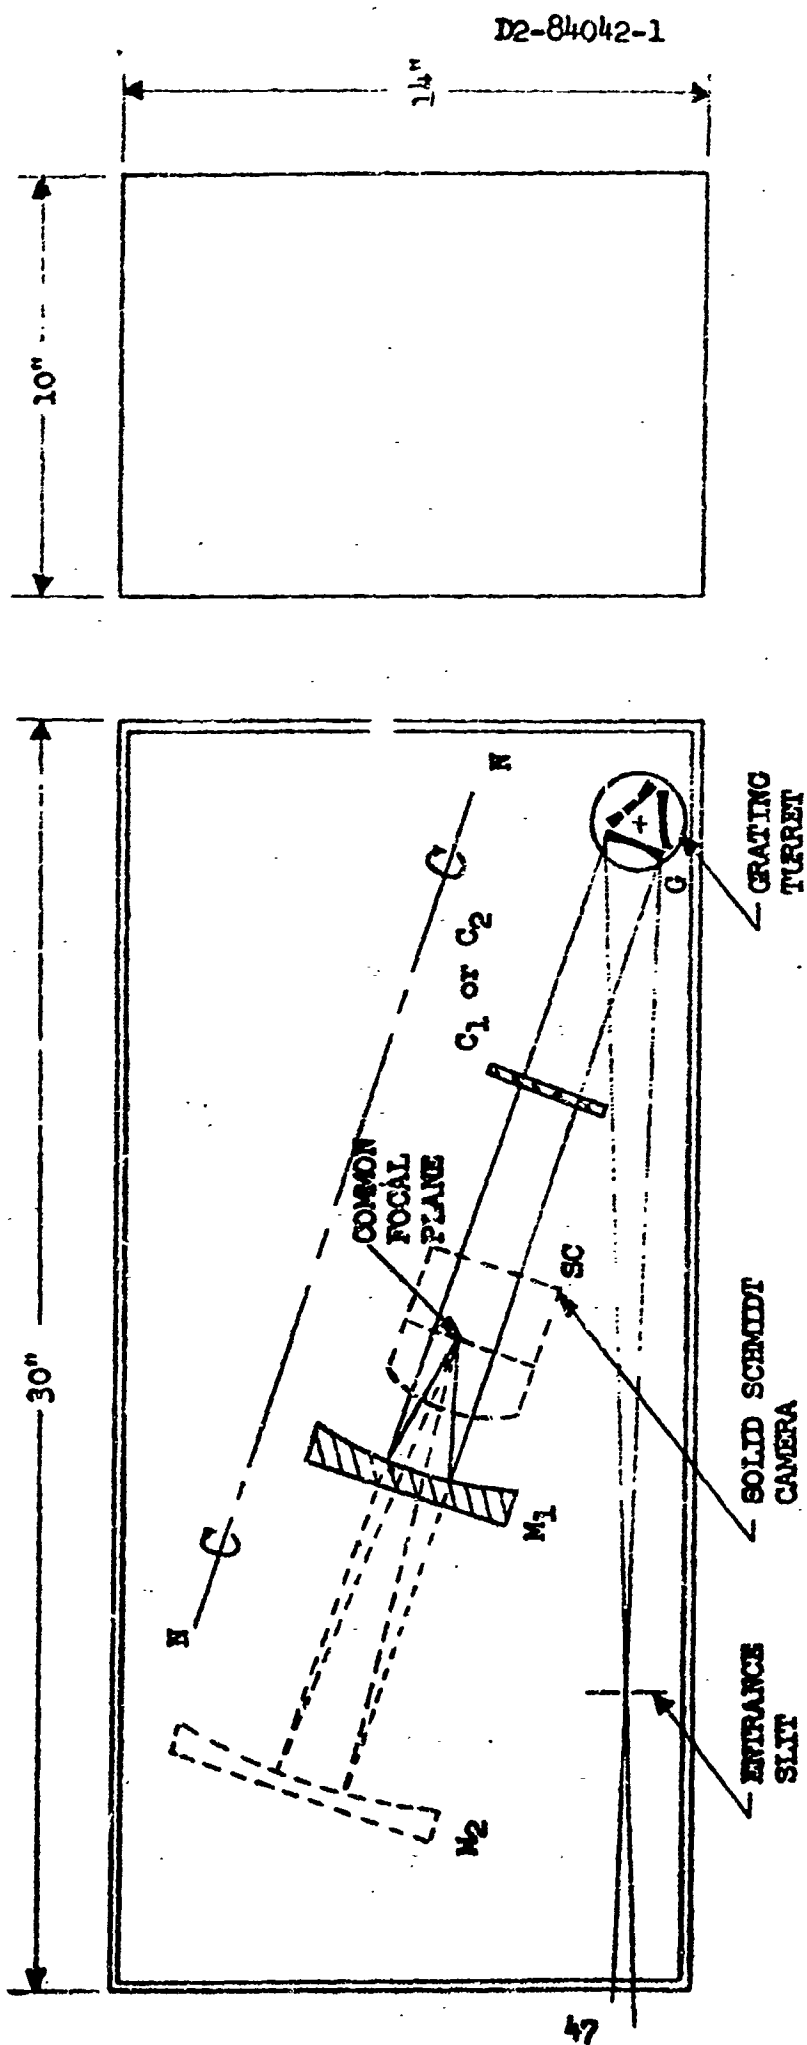 D2-84042-1
14"
10"
30"
N
C
C1 or C2
COMMON
FOCAL
PLANE
G
GRATING
TURRET
SC
SOLID SCHMIDT
CAMERA
M1
C
N
M2
ENTRANCE
SLIT
47